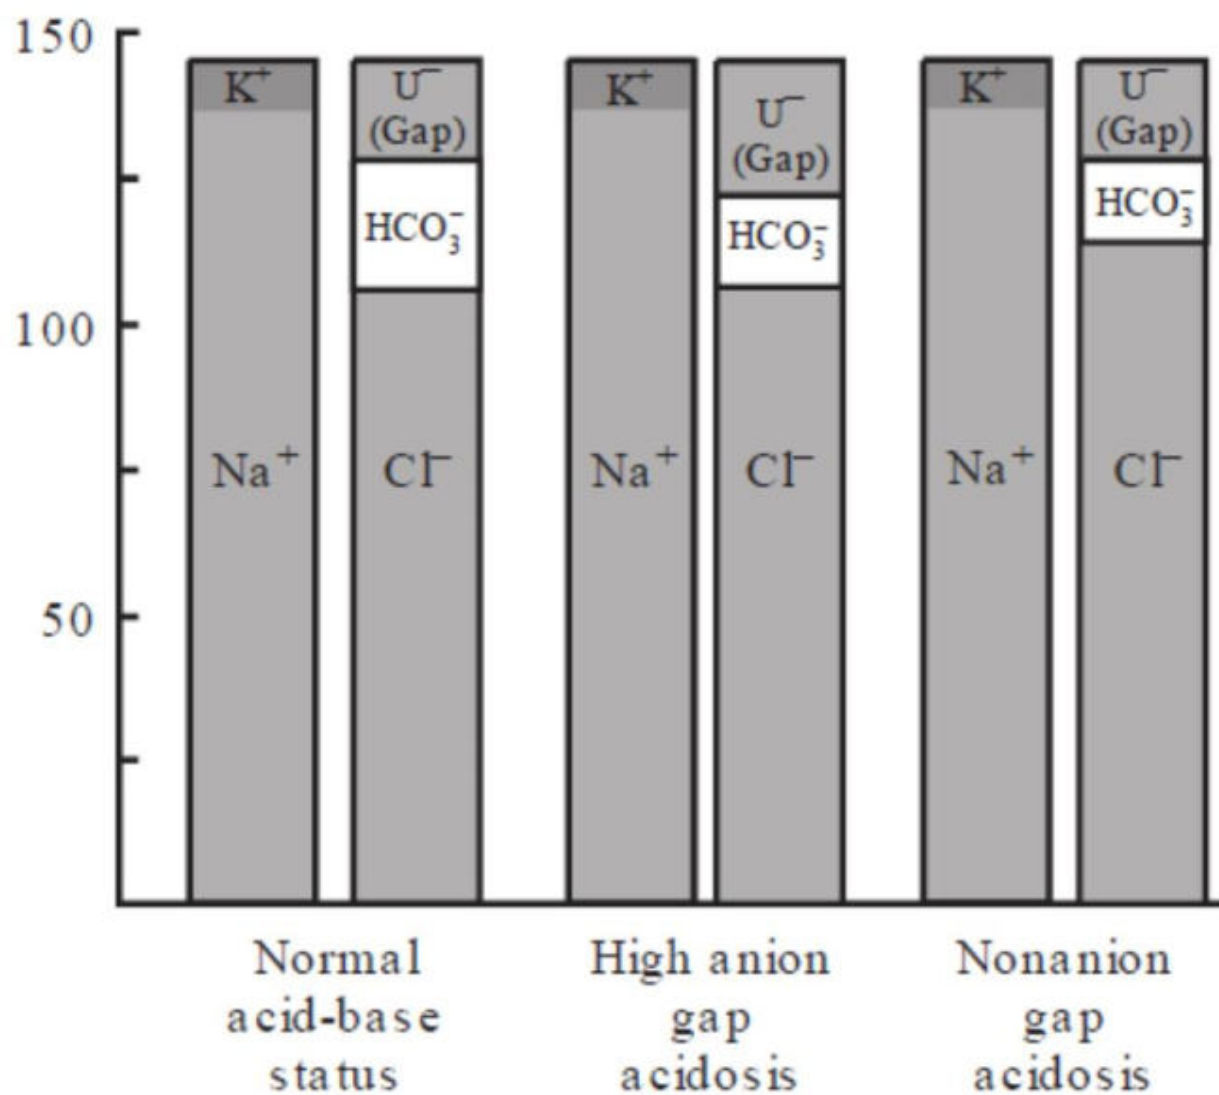 150
100
50
K⁺
Na⁺
U⁻
(Gap)
HCO₃⁻
Cl⁻
K⁺
Na⁺
U⁻
(Gap)
HCO₃⁻
Cl⁻
K⁺
Na⁺
U⁻
(Gap)
HCO₃⁻
Cl⁻
Normal
acid-base
status
High anion
gap
acidosis
Nonanion
gap
acidosis